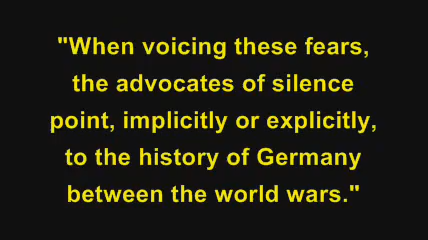 "When voicing these fears,
the advocates of silence
point, implicitly or explicitly,
to the history of Germany
between the world wars."